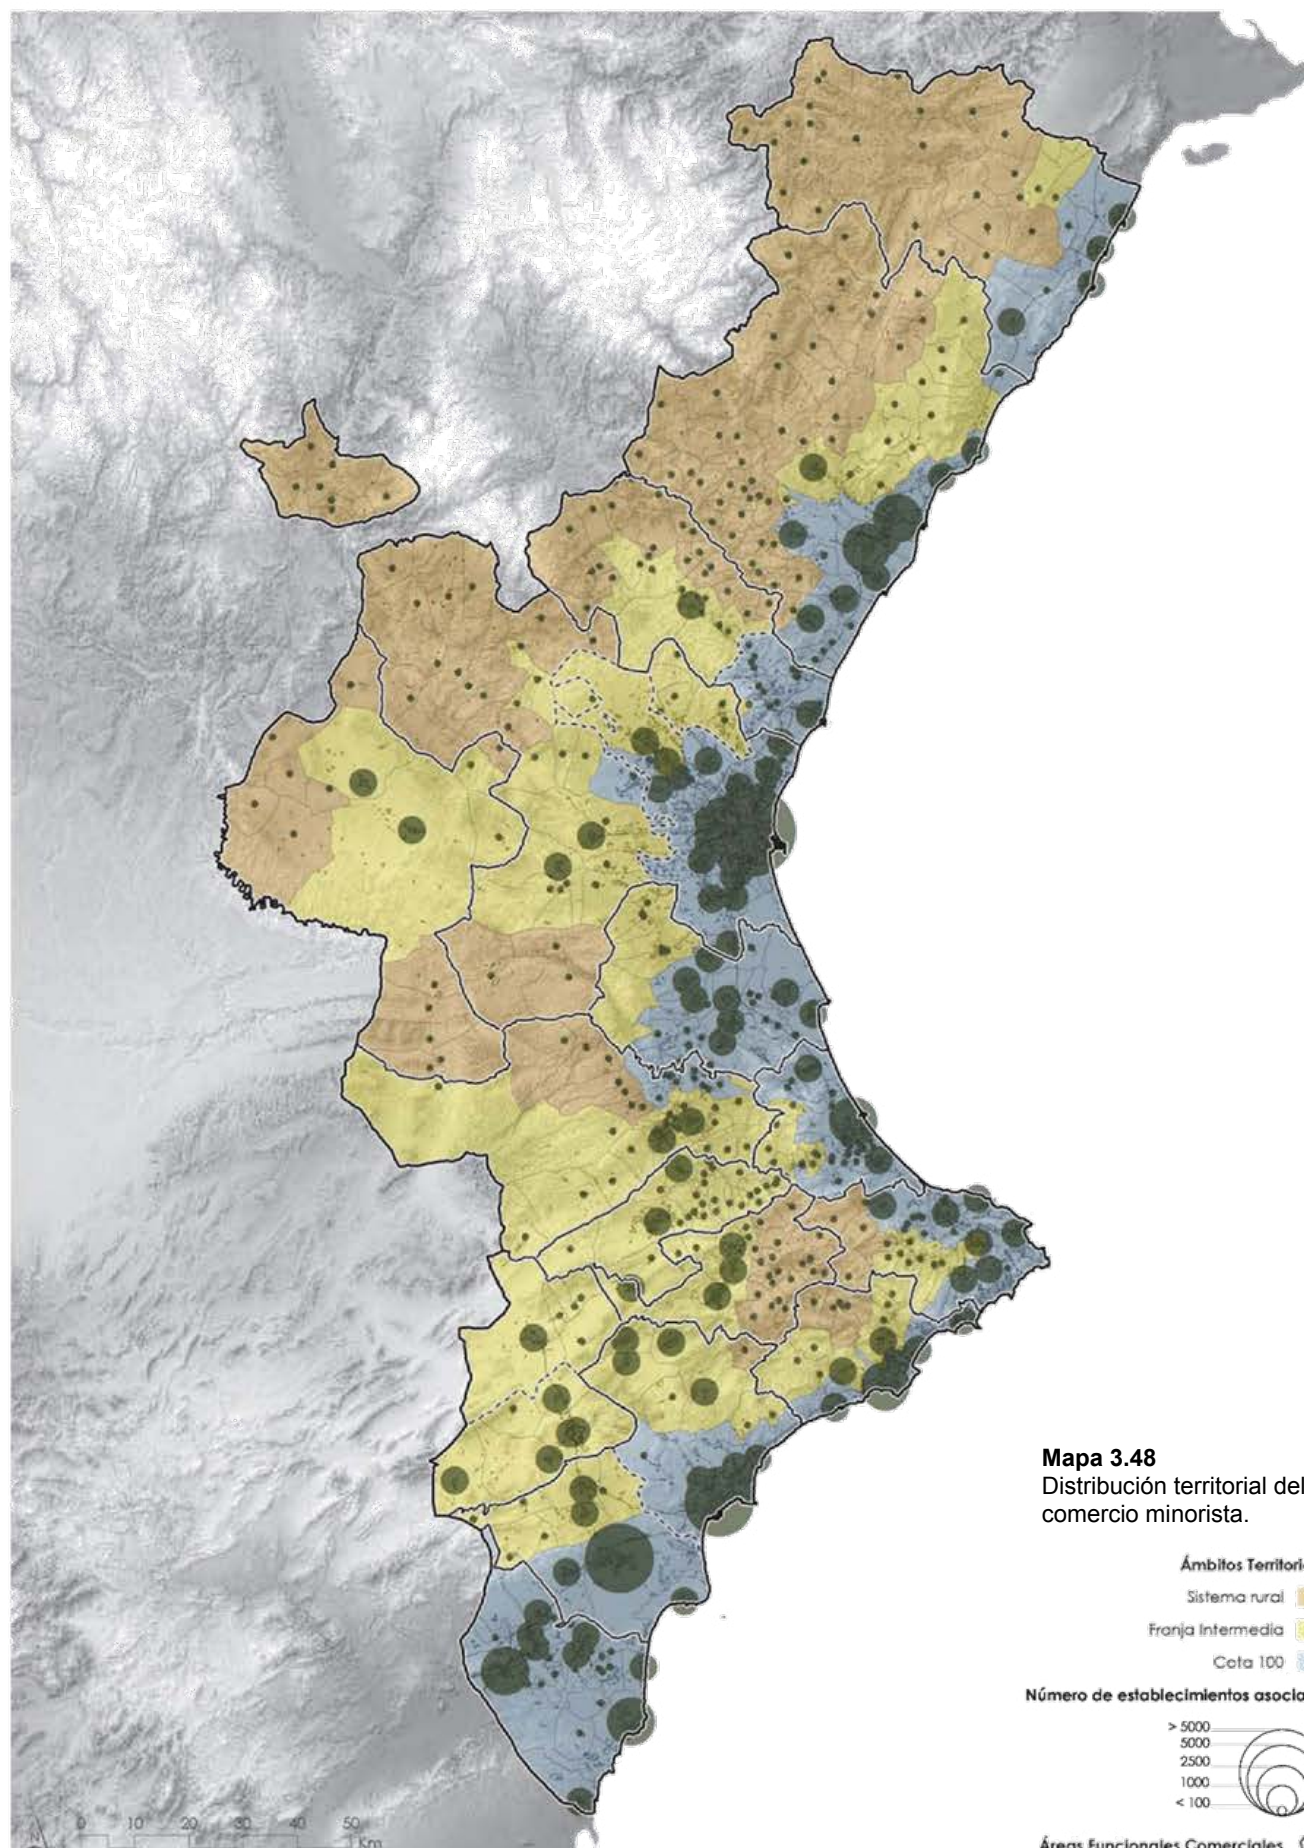 Mapa 3.48
Distribución territorial del
comercio minorista.
Ámbitos Territori
Sistema rural
Franja Intermedia
Cota 100
Número de establecimientos asocia
> 5000
5000
2500
1000
< 100
Áreas Funcionales Comerciales
N 0 10 20 30 40 50
Km